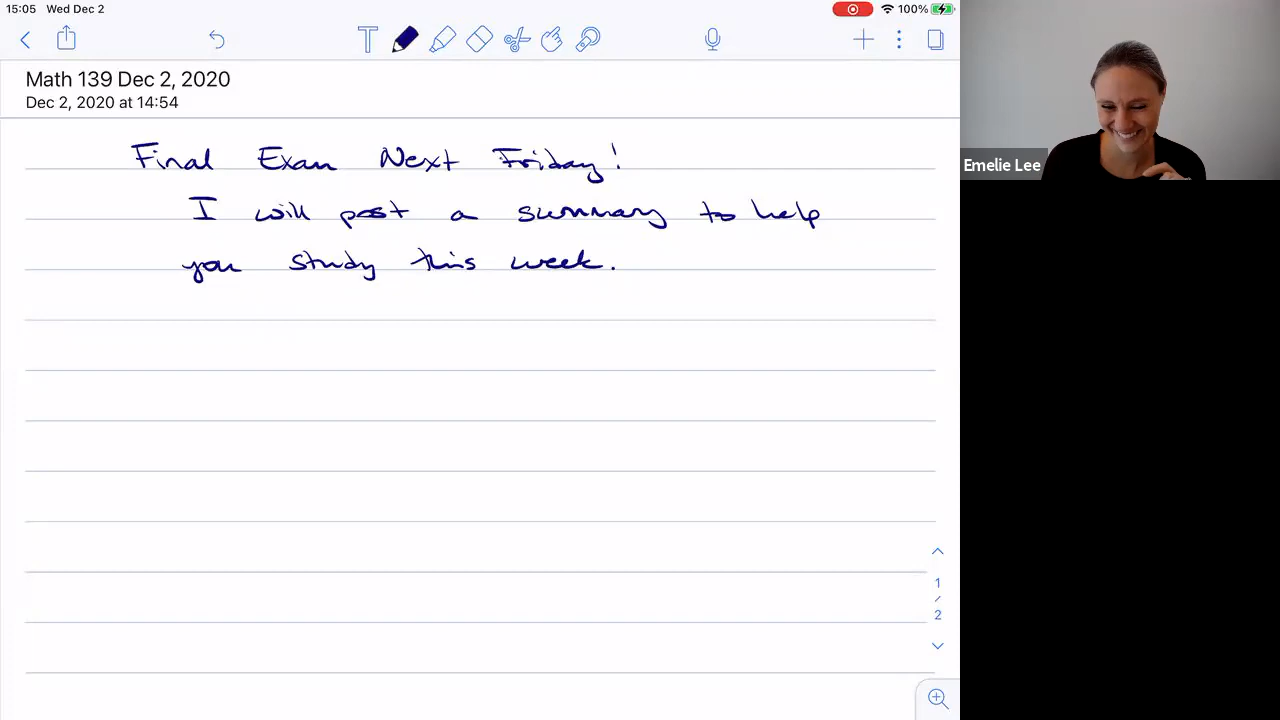 15:05 Wed Dec 2
100%
Math 139 Dec 2, 2020
Dec 2, 2020 at 14:54
Final Exam Next Friday!
I will post a summary to help
you study this week.
Emelie Lee
1
/
2